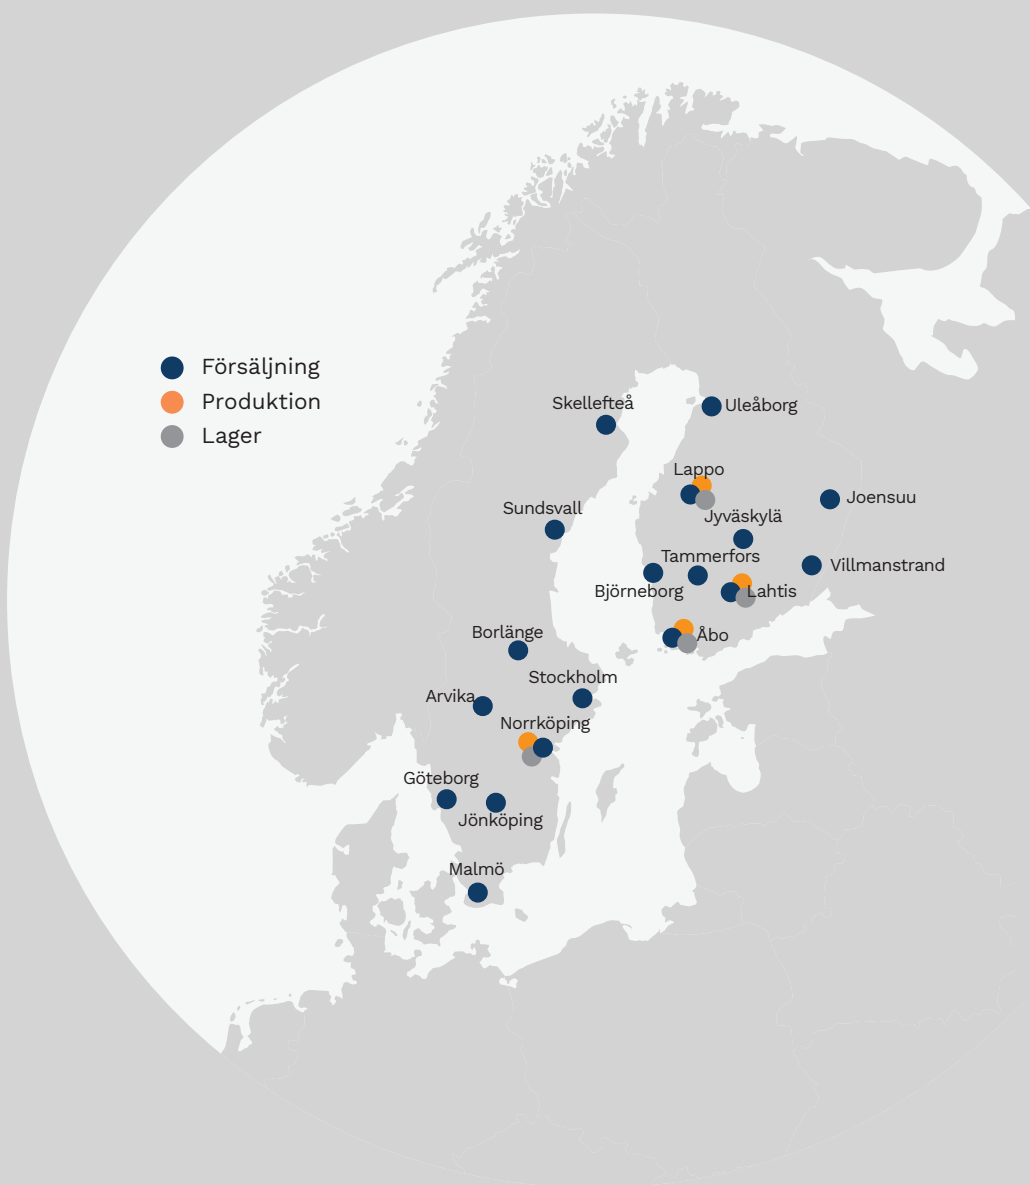 Försäljning
Produktion
Lager
Skellefteå
Uleåborg
Lappo
Joensuu
Sundsvall
Jyväskylä
Tammerfors
Villmanstrand
Björneborg
Lahtis
Borlänge
Åbo
Stockholm
Arvika
Norrköping
Göteborg
Jönköping
Malmö